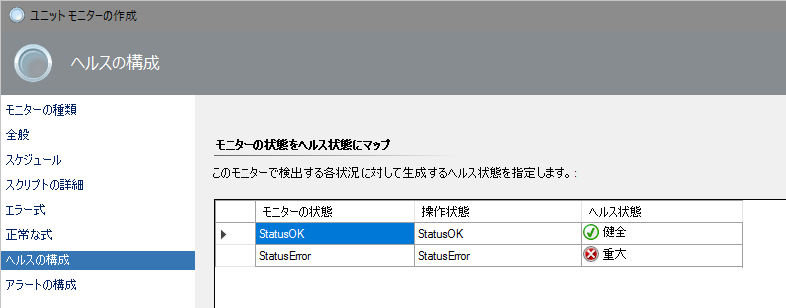 ユニット モニターの作成
ヘルスの構成
モニターの種類
全般
スケジュール
スクリプトの詳細
エラー式
正常な式
ヘルスの構成
アラートの構成
モニターの状態をヘルス状態にマップ
このモニターで検出する各状況に対して生成するヘルス状態を指定します。:
モニターの状態 操作状態 ヘルス状態
StatusOK StatusOK 健全
StatusError StatusError 重大